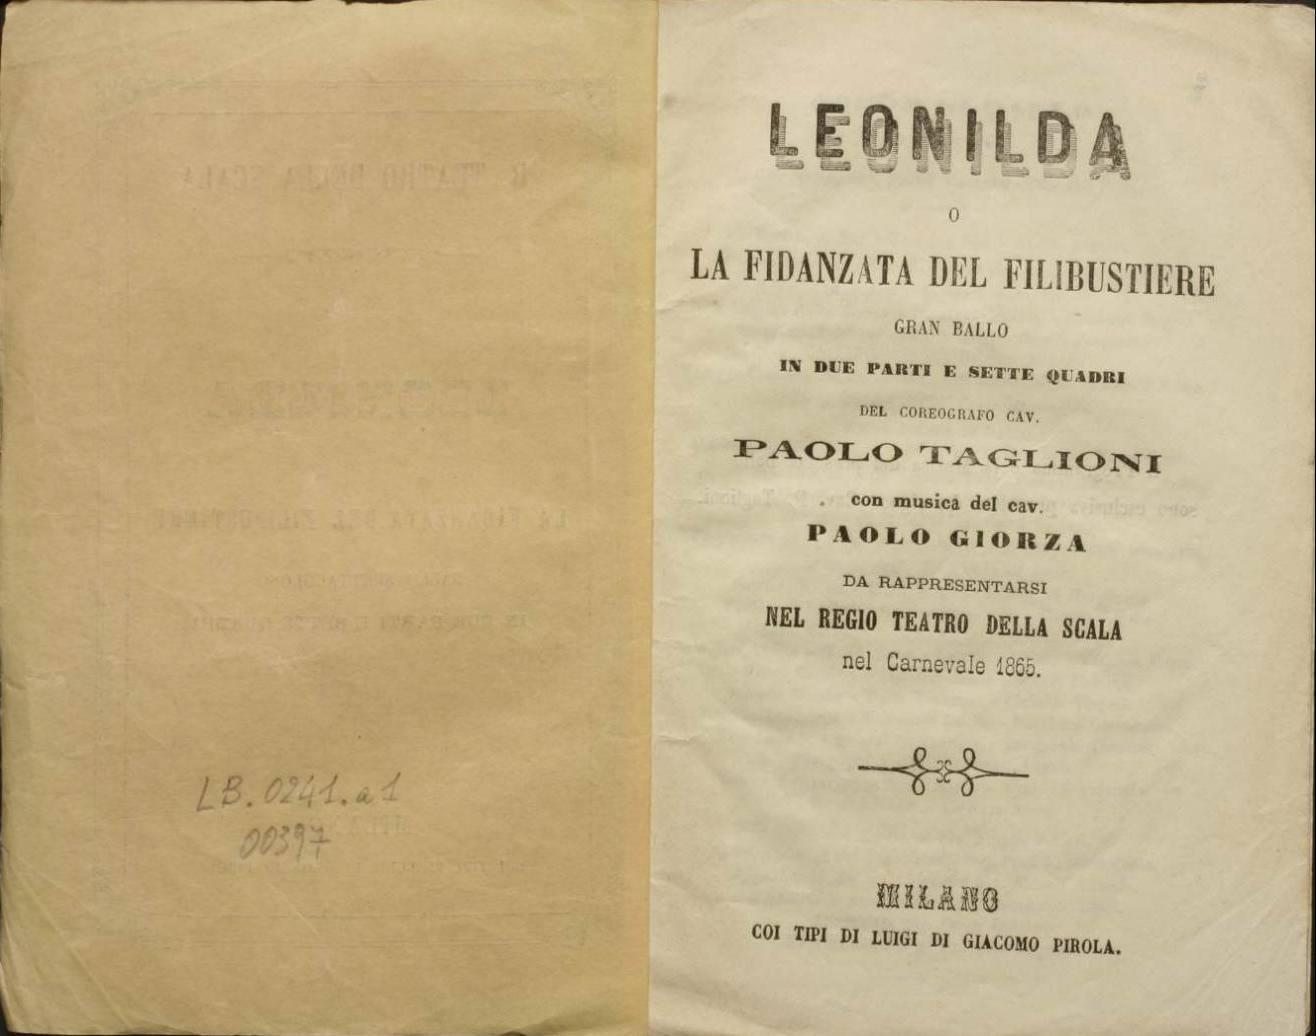 LB.0241.a1
00397
LEONILDA
O
LA FIDANZATA DEL FILIBUSTIERE
GRAN BALLO
IN DUE PARTI E SETTE QUADRI
DEL COREOGRAFO CAV.
PAOLO TAGLIONI
con musica del cav.
PAOLO GIORZA
DA RAPPRESENTARSI
NEL REGIO TEATRO DELLA SCALA
nel Carnevale 1865.
MILANO
COI TIPI DI LUIGI DI GIACOMO PIROLA.